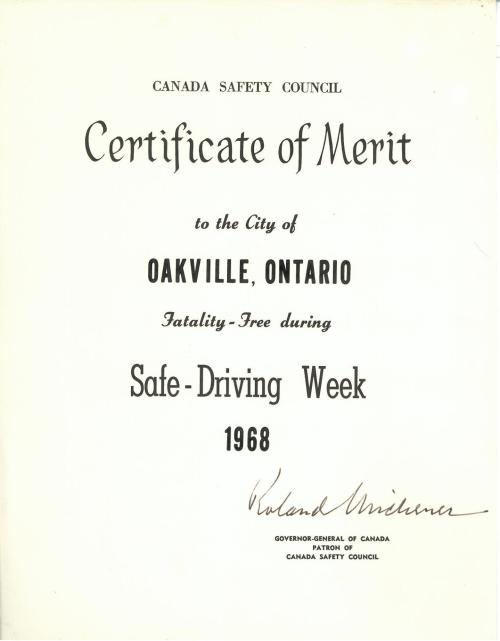 CANADA SAFETY COUNCIL
Certificate of Merit
to the City of
OAKVILLE, ONTARIO
Fatality-Free during
Safe-Driving Week
1968
Roland Michener
GOVERNOR-GENERAL OF CANADA
PATRON OF
CANADA SAFETY COUNCIL